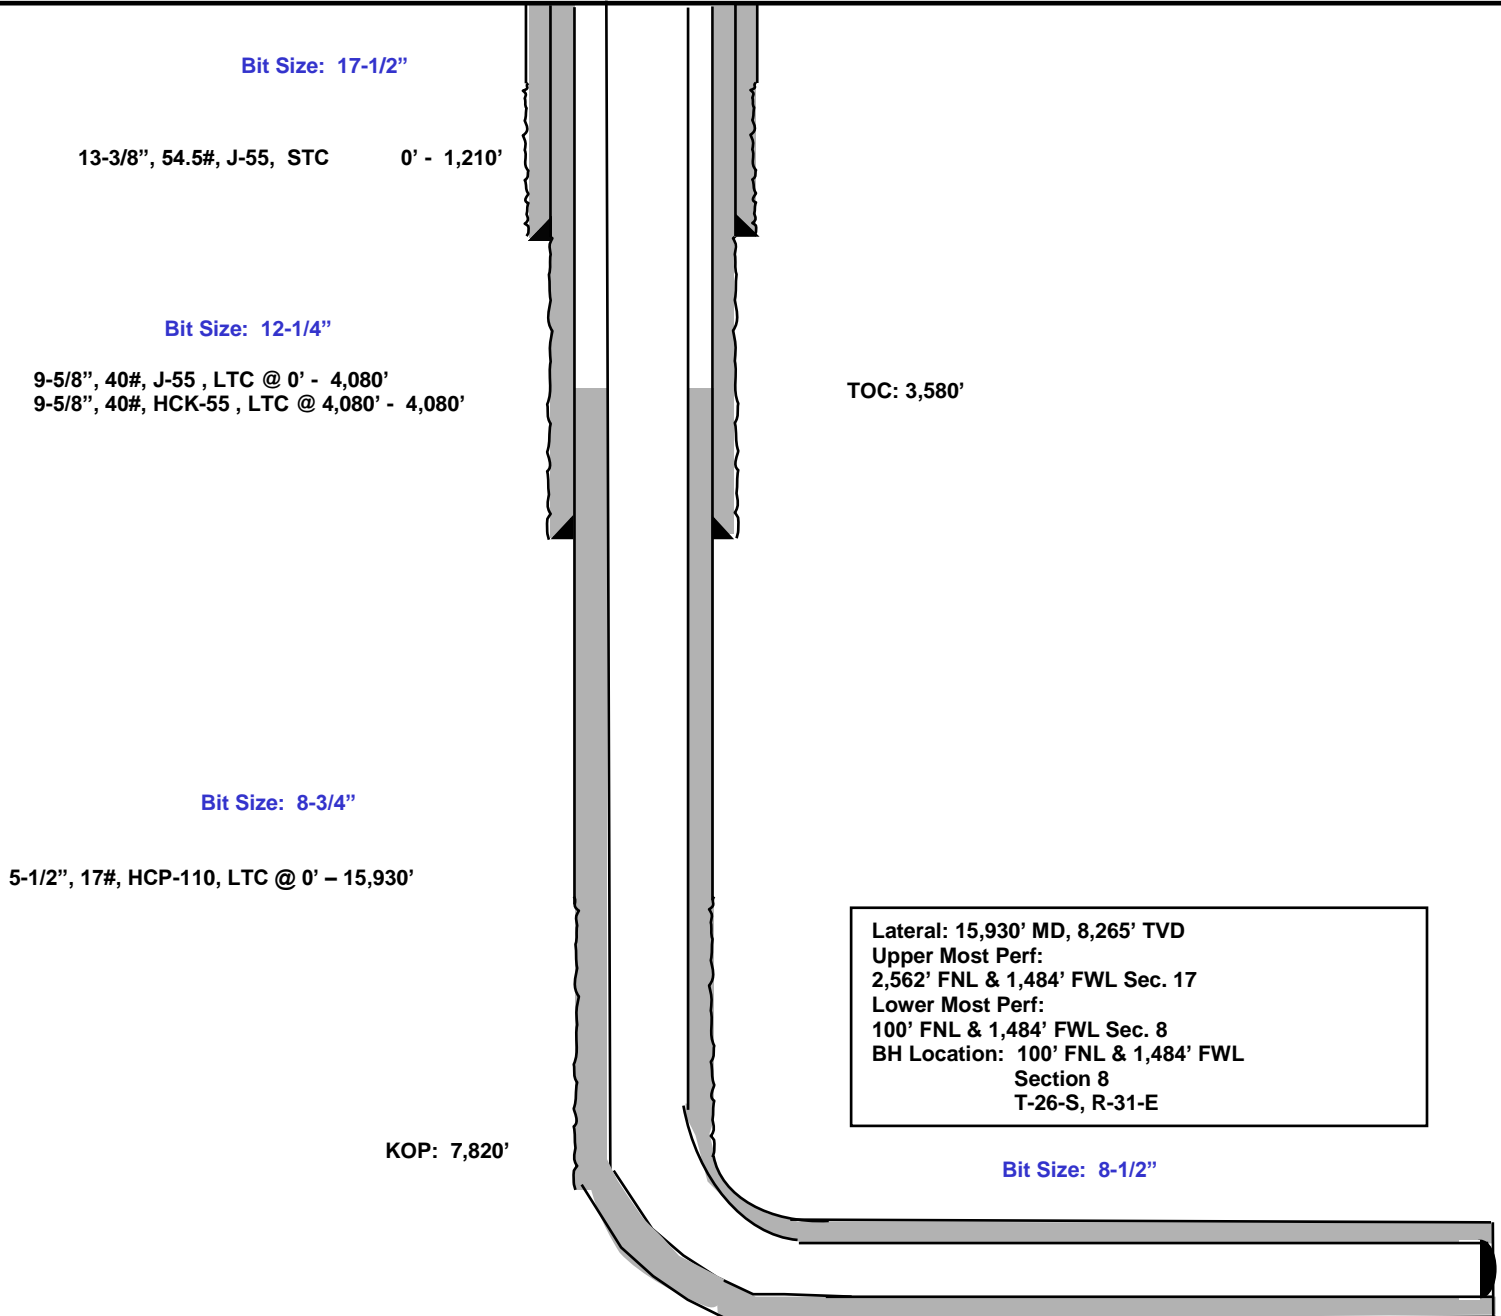 Bit Size: 17-1/2”
13-3/8”, 54.5#, J-55, STC 0’ - 1,210’
Bit Size: 12-1/4”
9-5/8”, 40#, J-55 , LTC @ 0’ - 4,080’
9-5/8”, 40#, HCK-55 , LTC @ 4,080’ - 4,080’
TOC: 3,580’
Bit Size: 8-3/4”
5-1/2”, 17#, HCP-110, LTC @ 0’ – 15,930’
Lateral: 15,930’ MD, 8,265’ TVD
Upper Most Perf:
2,562’ FNL & 1,484’ FWL Sec. 17
Lower Most Perf:
100’ FNL & 1,484’ FWL Sec. 8
BH Location: 100’ FNL & 1,484’ FWL
Section 8
T-26-S, R-31-E
KOP: 7,820’
Bit Size: 8-1/2”